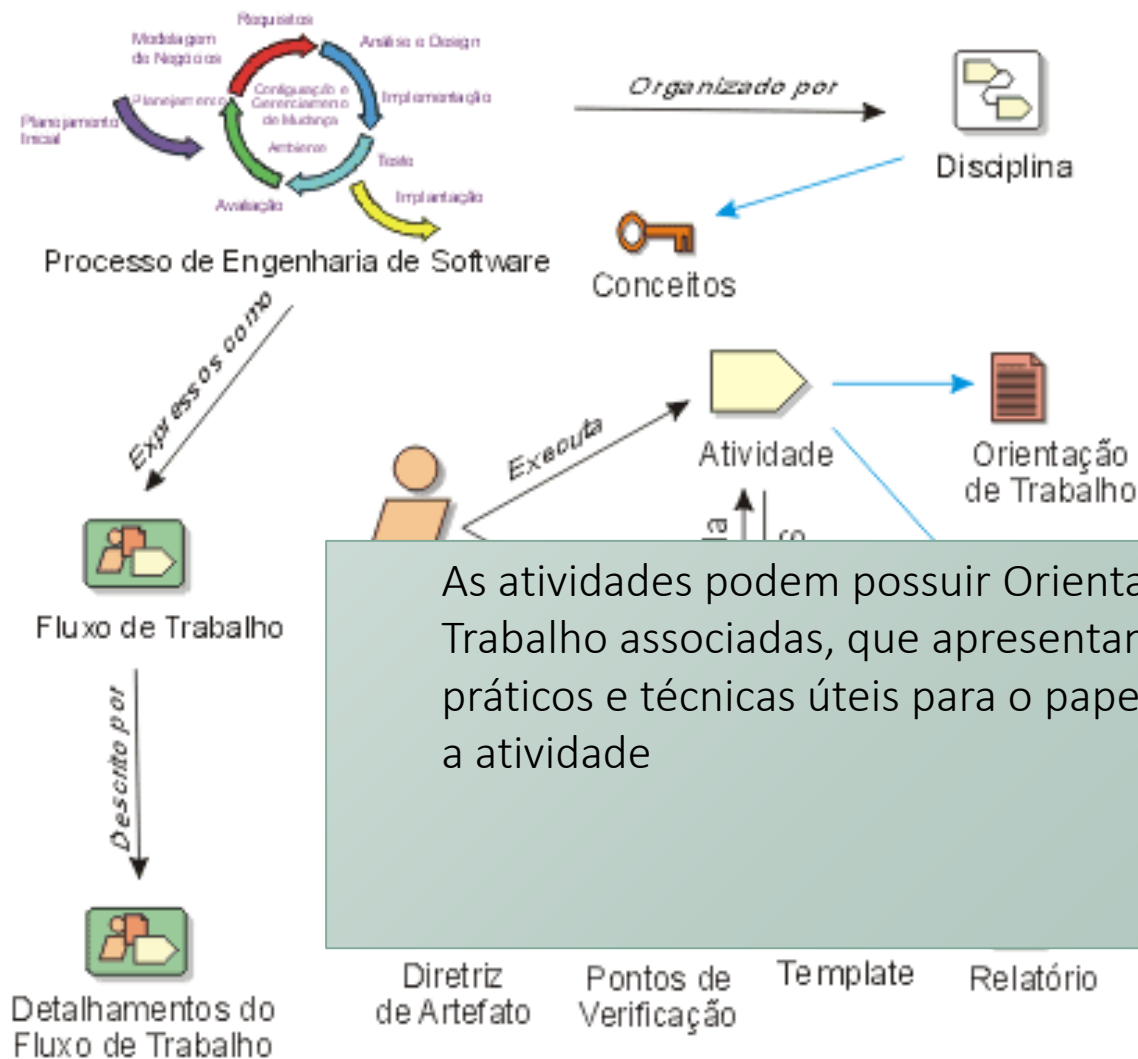 Requisitos
Modelagem
de Negócios
Análise e Design
Planejamento
Configuração e
Gerenciamento
de Mudança
Implementação
Planejamento
Inicial
Ambiente
Teste
Avaliação
Implantação
Processo de Engenharia de Software
Organizado por
Disciplina
Conceitos
Expressos como
Executa
Atividade
Orientação
de Trabalho
Fluxo de Trabalho
As atividades podem possuir
Trabalho associadas, que
práticos e técnicas úteis para o
a atividade
Descrito por
Detalhamentos do
Fluxo de Trabalho
Diretriz
de Artefato
Pontos de
Verificação
Template
Relatório